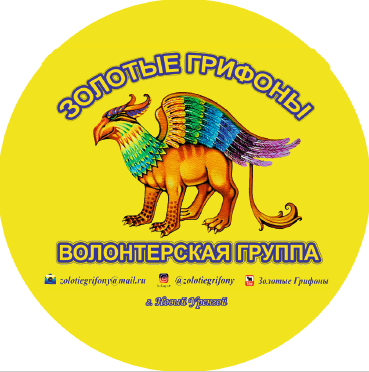 ЗОЛОТЫЕ ГРИФОНЫ
ВОЛОНТЕРСКАЯ ГРУППА
zolotiegrifony@mail.ru @zolotiegrifony Золотые Грифоны
г. Новый Уренгой